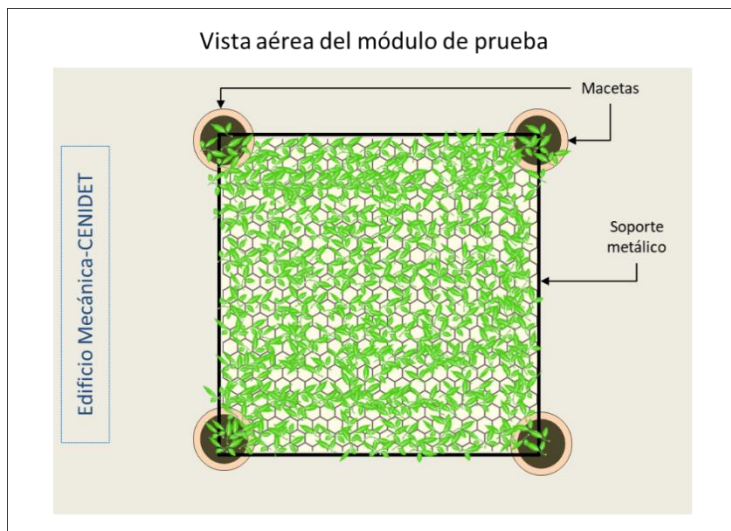 Vista aérea del módulo de prueba
Macetas
Edificio Mecánica-CENIDET
Soporte
metálico